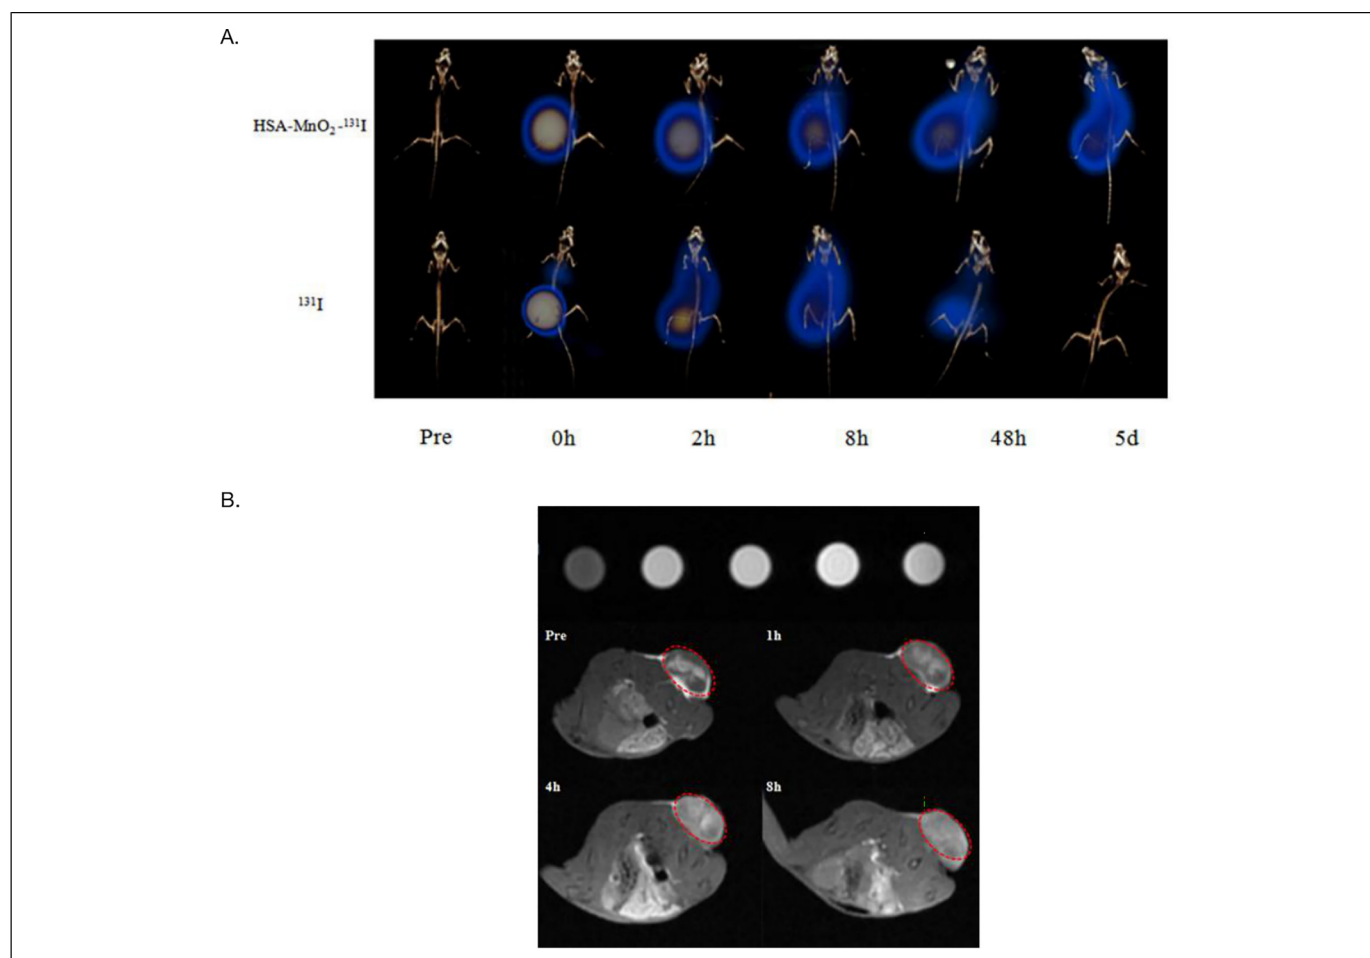 A.
HSA-MnO₂-¹³¹I
¹³¹I
Pre 0h 2h 8h 48h 5d
B.
Pre 1h
4h 8h